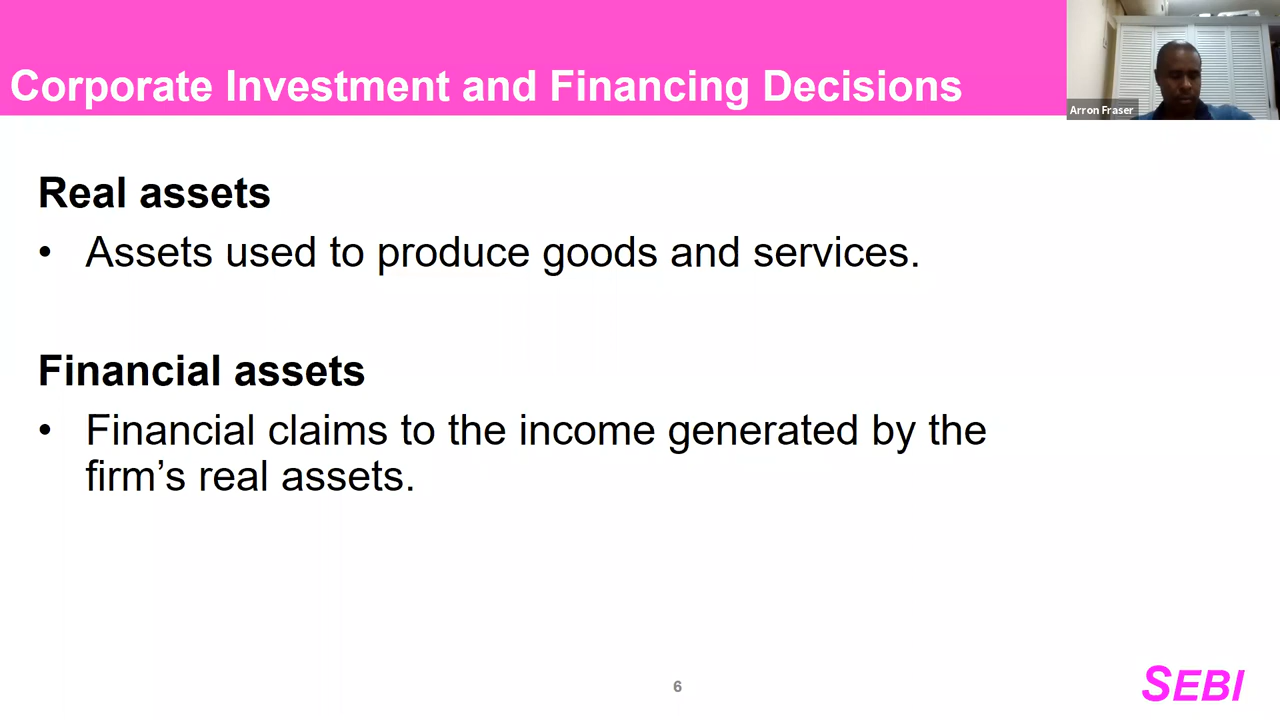 Corporate Investment and Financing Decisions
Arron Fraser
Real assets
• Assets used to produce goods and services.
Financial assets
• Financial claims to the income generated by the
firm’s real assets.
6
SEBI